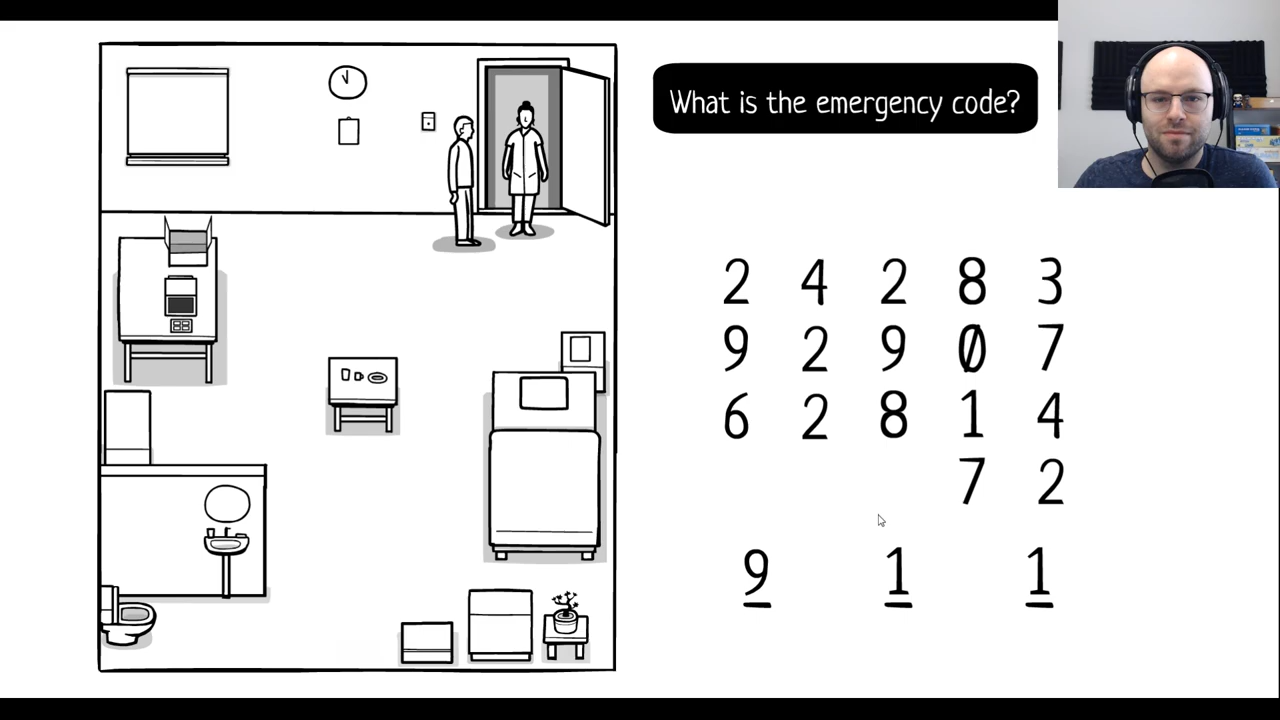 What is the emergency code?
2 4 2 8 3
9 2 9 0 7
6 2 8 1 4
7 2
9 1 1